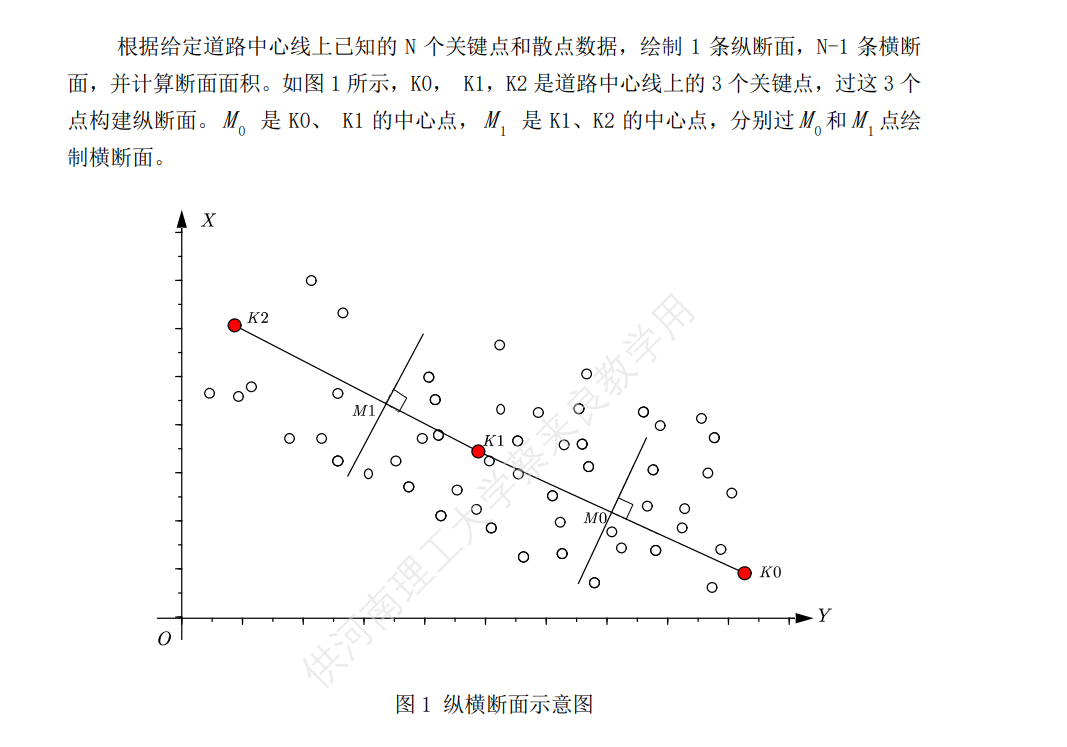 根据给定道路中心线上已知的 N 个关键点和散点数据，绘制 1 条纵断面，N-1 条横断
面，并计算断面面积。如图 1 所示，K0， K1，K2 是道路中心线上的 3 个关键点，过这 3 个
点构建纵断面。M₀ 是 K0、 K1 的中心点，M₁ 是 K1、K2 的中心点，分别过 M₀ 和 M₁ 点绘
制横断面。
X
K2
M1
K1
M0
K0
Y
O
供河南理工大学蔡来良教学用
图 1 纵横断面示意图